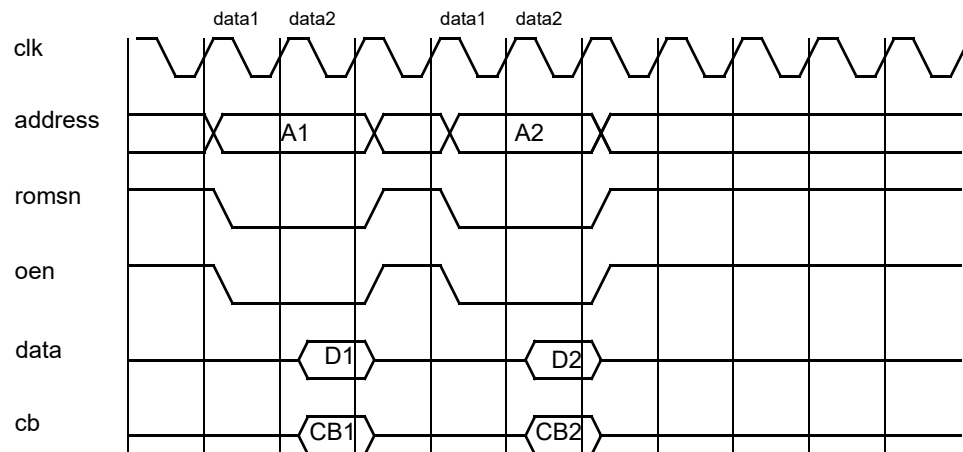 data1 data2 data1 data2
clk
address A1 A2
romsn
oen
data D1 D2
cb CB1 CB2